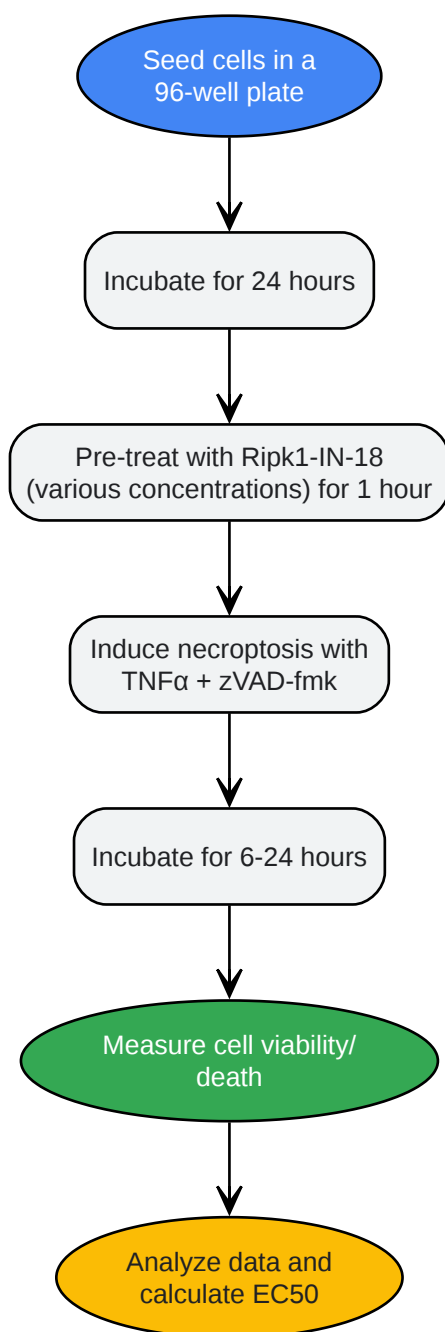 Seed cells in a
96-well plate
Incubate for 24 hours
Pre-treat with Ripk1-IN-18
(various concentrations) for 1 hour
Induce necroptosis with
TNFα + zVAD-fmk
Incubate for 6-24 hours
Measure cell viability/
death
Analyze data and
calculate EC50